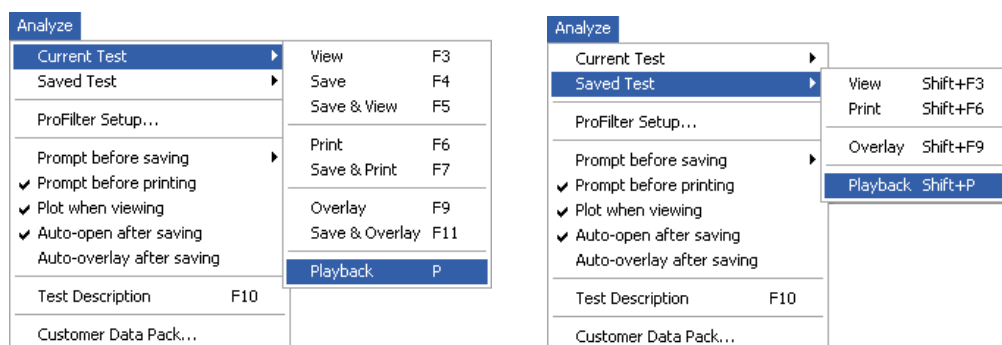 Analyze
Current Test
Saved Test
ProFilter Setup...
Prompt before saving
Prompt before printing
Plot when viewing
Auto-open after saving
Auto-overlay after saving
Test Description F10
Customer Data Pack...
View F3
Save F4
Save & View F5
Print F6
Save & Print F7
Overlay F9
Save & Overlay F11
Playback P
Analyze
Current Test
Saved Test
ProFilter Setup...
Prompt before saving
Prompt before printing
Plot when viewing
Auto-open after saving
Auto-overlay after saving
Test Description F10
Customer Data Pack...
View Shift+F3
Print Shift+F6
Overlay Shift+F9
Playback Shift+P